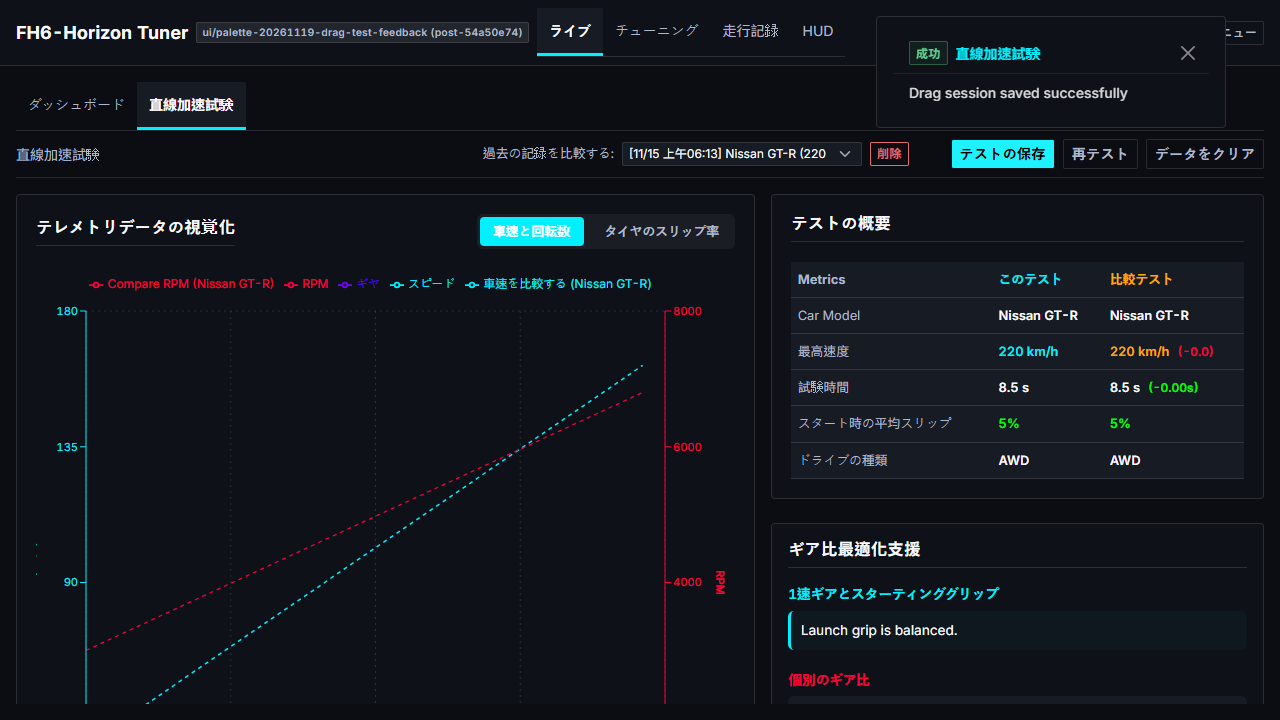 FH6-Horizon Tuner
ui/palette-20261119-drag-test-feedback (post-54a50e74)
ライブ
チューニング
走行記録
HUD
ニュー
成功
直線加速試験
Drag session saved successfully
ダッシュボード
直線加速試験
直線加速試験
過去の記録を比較する:
[11/15 上午06:13] Nissan GT-R (220
削除
テストの保存
再テスト
データをクリア
テレメトリデータの視覚化
車速と回転数
タイヤのスリップ率
Compare RPM (Nissan GT-R)
RPM
ギヤ
スピード
車速を比較する (Nissan GT-R)
180
135
90
8000
6000
4000
RPM
テストの概要
Metrics
このテスト
比較テスト
Car Model
Nissan GT-R
Nissan GT-R
最高速度
220 km/h
220 km/h (-0.0)
試験時間
8.5 s
8.5 s (-0.00s)
スタート時の平均スリップ
5%
5%
ドライブの種類
AWD
AWD
ギア比最適化支援
1速ギアとスターティンググリップ
Launch grip is balanced.
個別のギア比